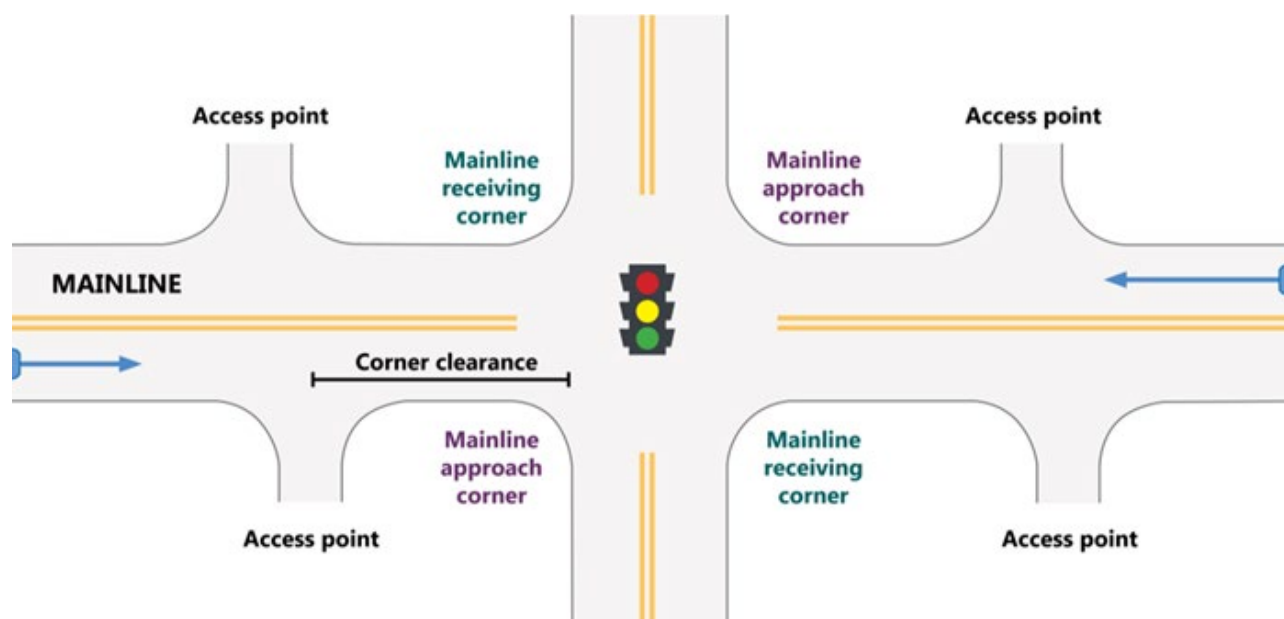 Access point
Access point
Mainline
receiving
corner
Mainline
approach
corner
MAINLINE
Corner clearance
Mainline
approach
corner
Mainline
receiving
corner
Access point
Access point